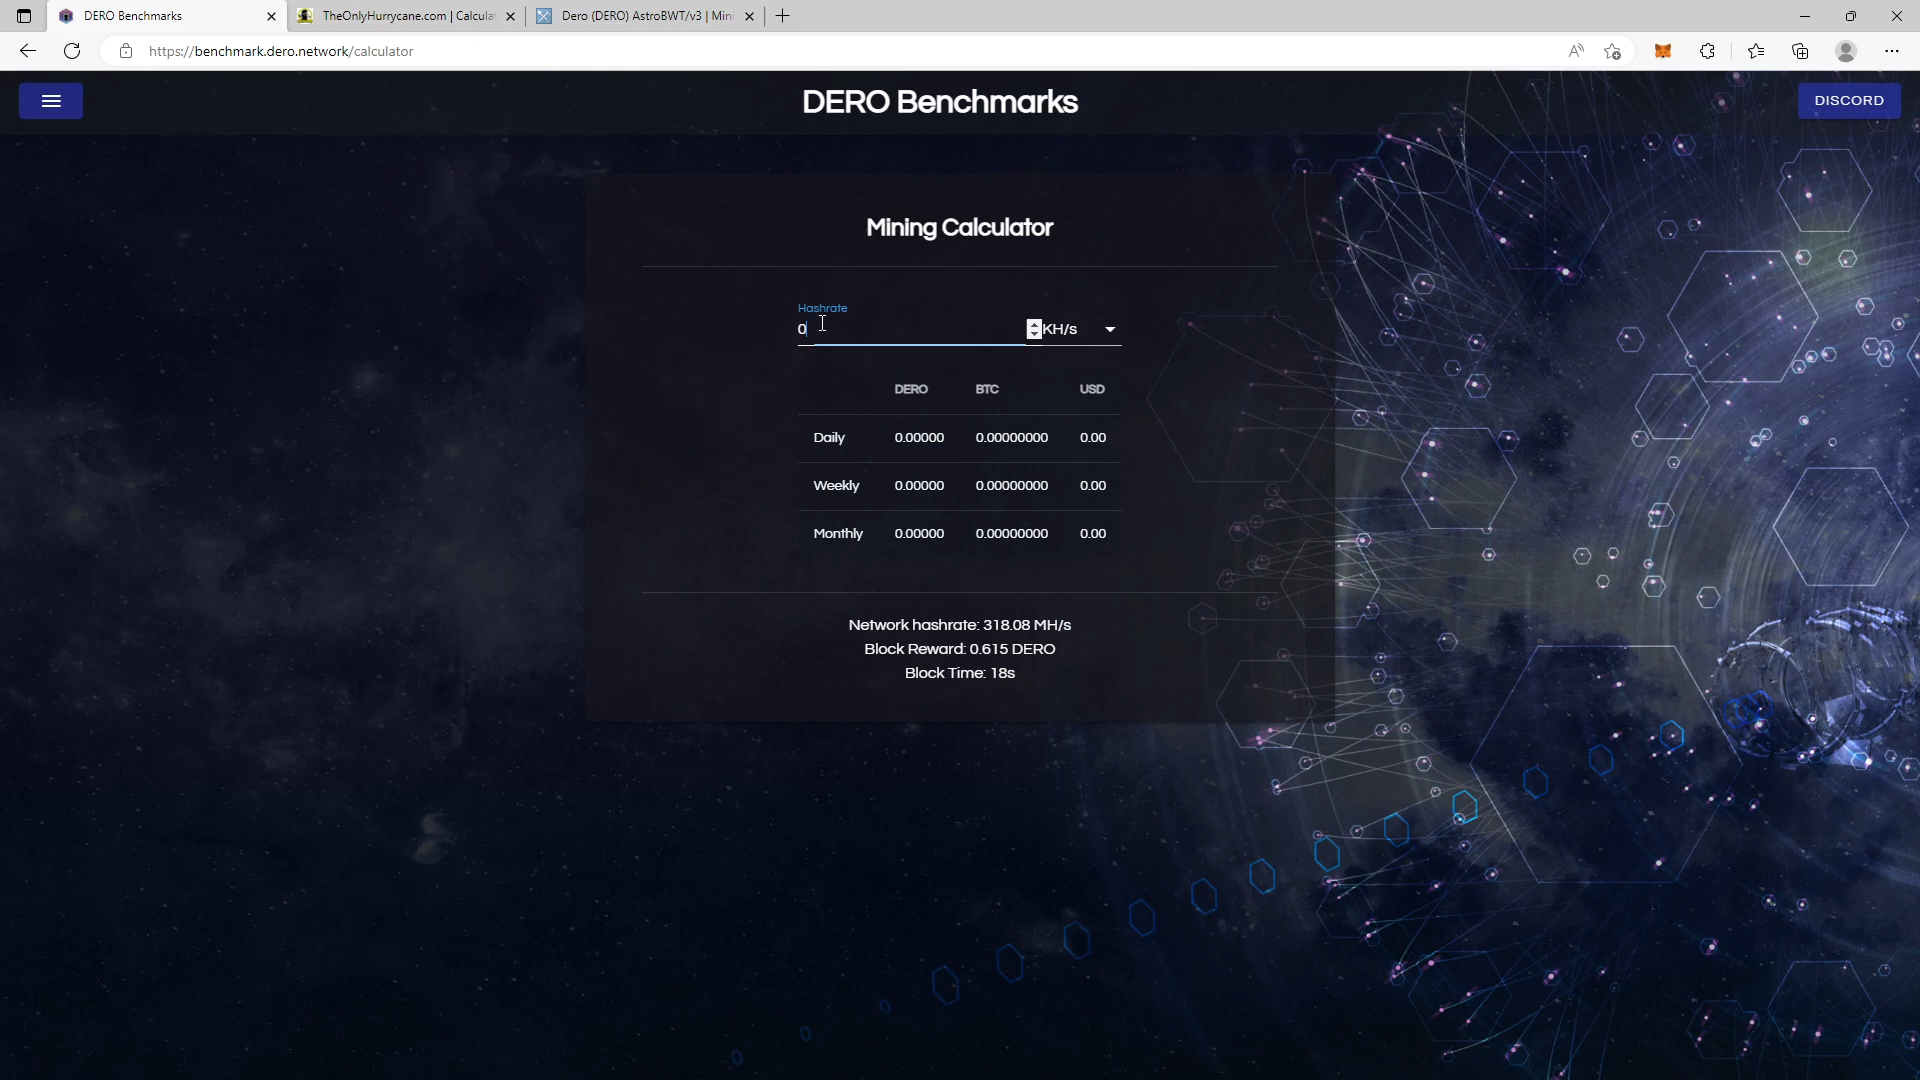 DERO Benchmarks
TheOnlyHurrycane.com | Calcula
Dero (DERO) AstroBWT/v3 | Mini
https://benchmark.dero.network/calculator
DERO Benchmarks
DISCORD
Mining Calculator
Hashrate
0
KH/s
DERO BTC USD
Daily 0.00000 0.00000000 0.00
Weekly 0.00000 0.00000000 0.00
Monthly 0.00000 0.00000000 0.00
Network hashrate: 318.08 MH/s
Block Reward: 0.615 DERO
Block Time: 18s